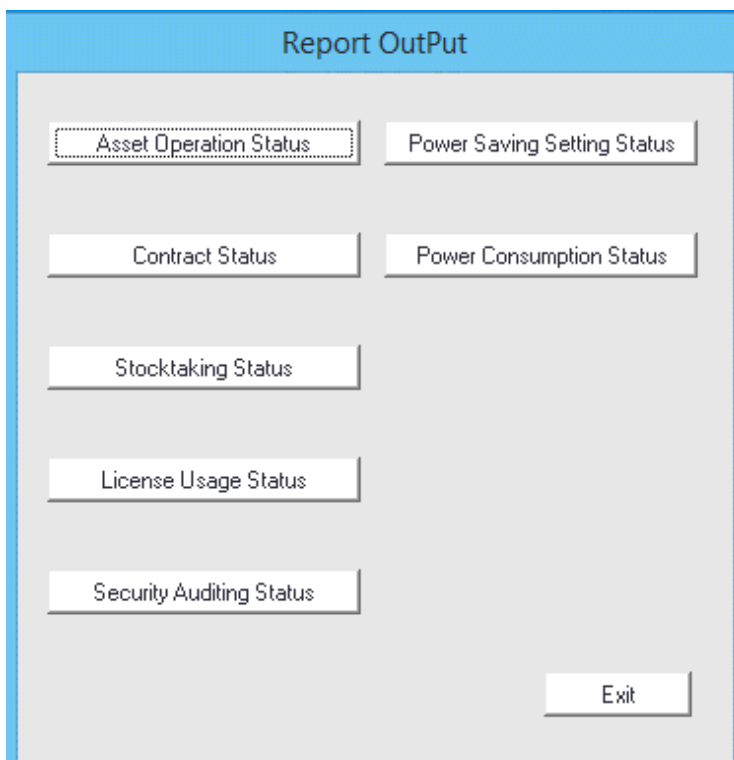 Report OutPut
Asset Operation Status
Power Saving Setting Status
Contract Status
Power Consumption Status
Stocktaking Status
License Usage Status
Security Auditing Status
Exit